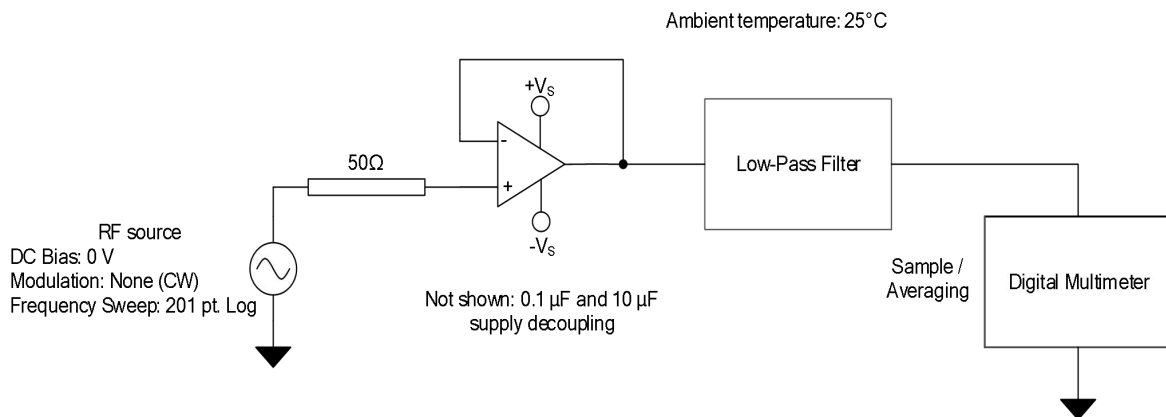 Ambient temperature: 25°C
+VS
-
50Ω
+
Low-Pass Filter
-VS
RF source
DC Bias: 0 V
Modulation: None (CW)
Frequency Sweep: 201 pt. Log
Not shown: 0.1 µF and 10 µF
supply decoupling
Sample /
Averaging
Digital Multimeter